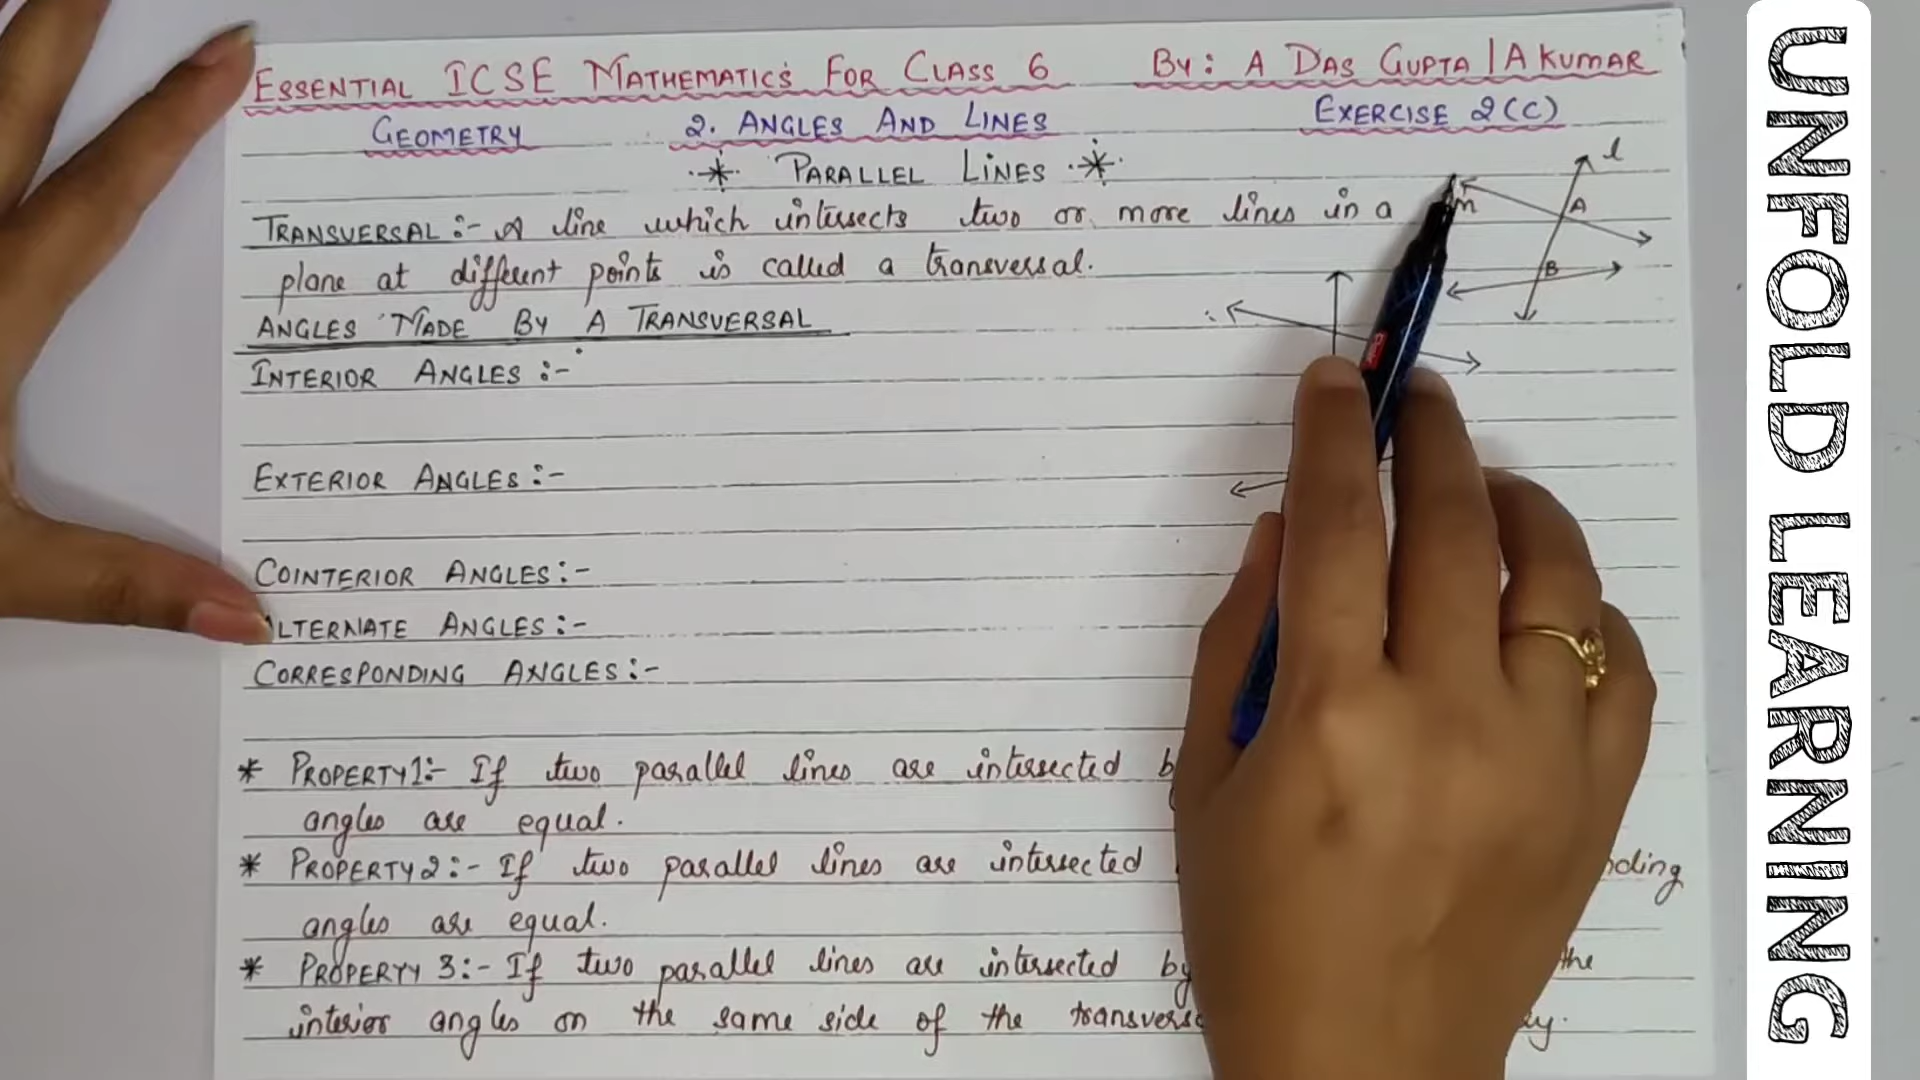 ESSENTIAL ICSE MATHEMATICS FOR CLASS 6 BY: A DAS GUPTA | A KUMAR
GEOMETRY 2. ANGLES AND LINES EXERCISE 2(C)
PARALLEL LINES
l
TRANSVERSAL:- A line which intersects two or more lines in a
m
A
plane at different points is called a transversal.
B
ANGLES MADE BY A TRANSVERSAL
INTERIOR ANGLES:-
EXTERIOR ANGLES:-
COINTERIOR ANGLES:-
ALTERNATE ANGLES:-
CORRESPONDING ANGLES:-
* PROPERTY 1:- If two parallel lines are intersected
angles are equal.
* PROPERTY 2:- If two parallel lines are intersected
angles are equal.
* PROPERTY 3:- If two parallel lines are intersected by the
interior angles on the same side of the
UNFOLD LEARNING